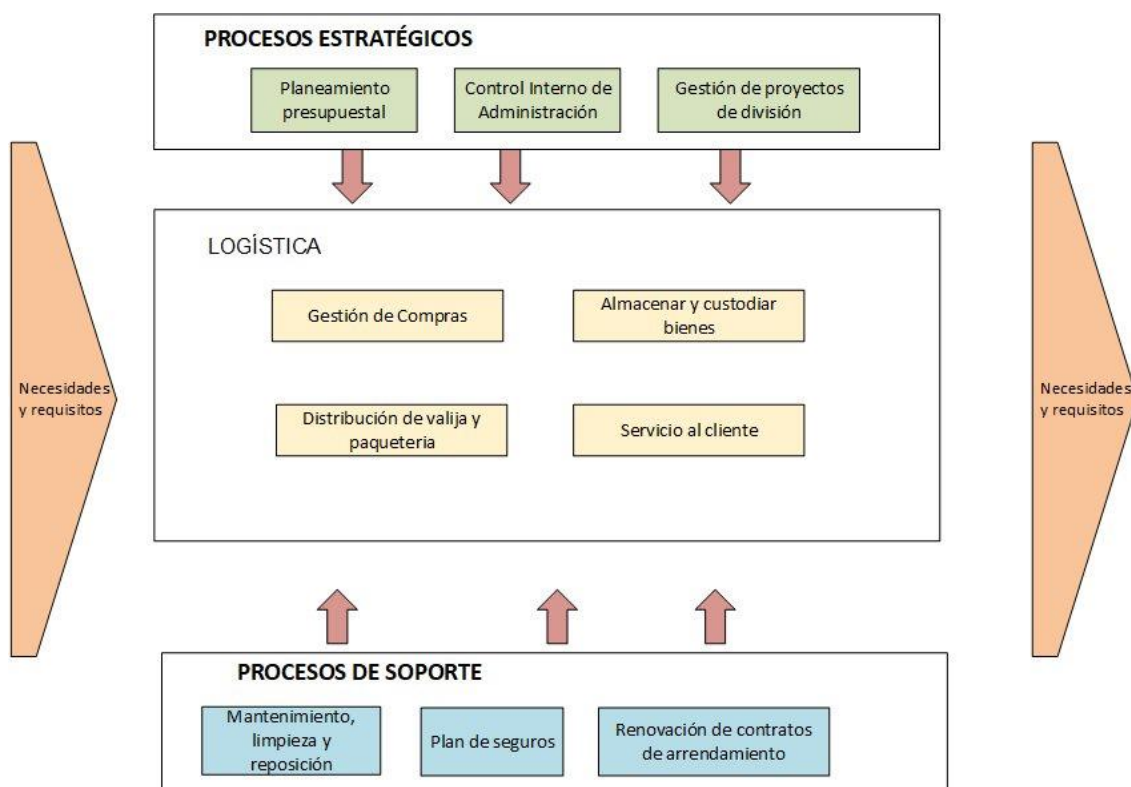 PROCESOS ESTRATÉGICOS
Planeamiento
presupuestal
Control Interno de
Administración
Gestión de proyectos
de división
LOGÍSTICA
Gestión de Compras
Almacenar y custodiar
bienes
Necesidades
y requisitos
Necesidades
y requisitos
Distribución de valija y
paqueteria
Servicio al cliente
PROCESOS DE SOPORTE
Mantenimiento,
limpieza y
reposición
Plan de seguros
Renovación de contratos
de arrendamiento